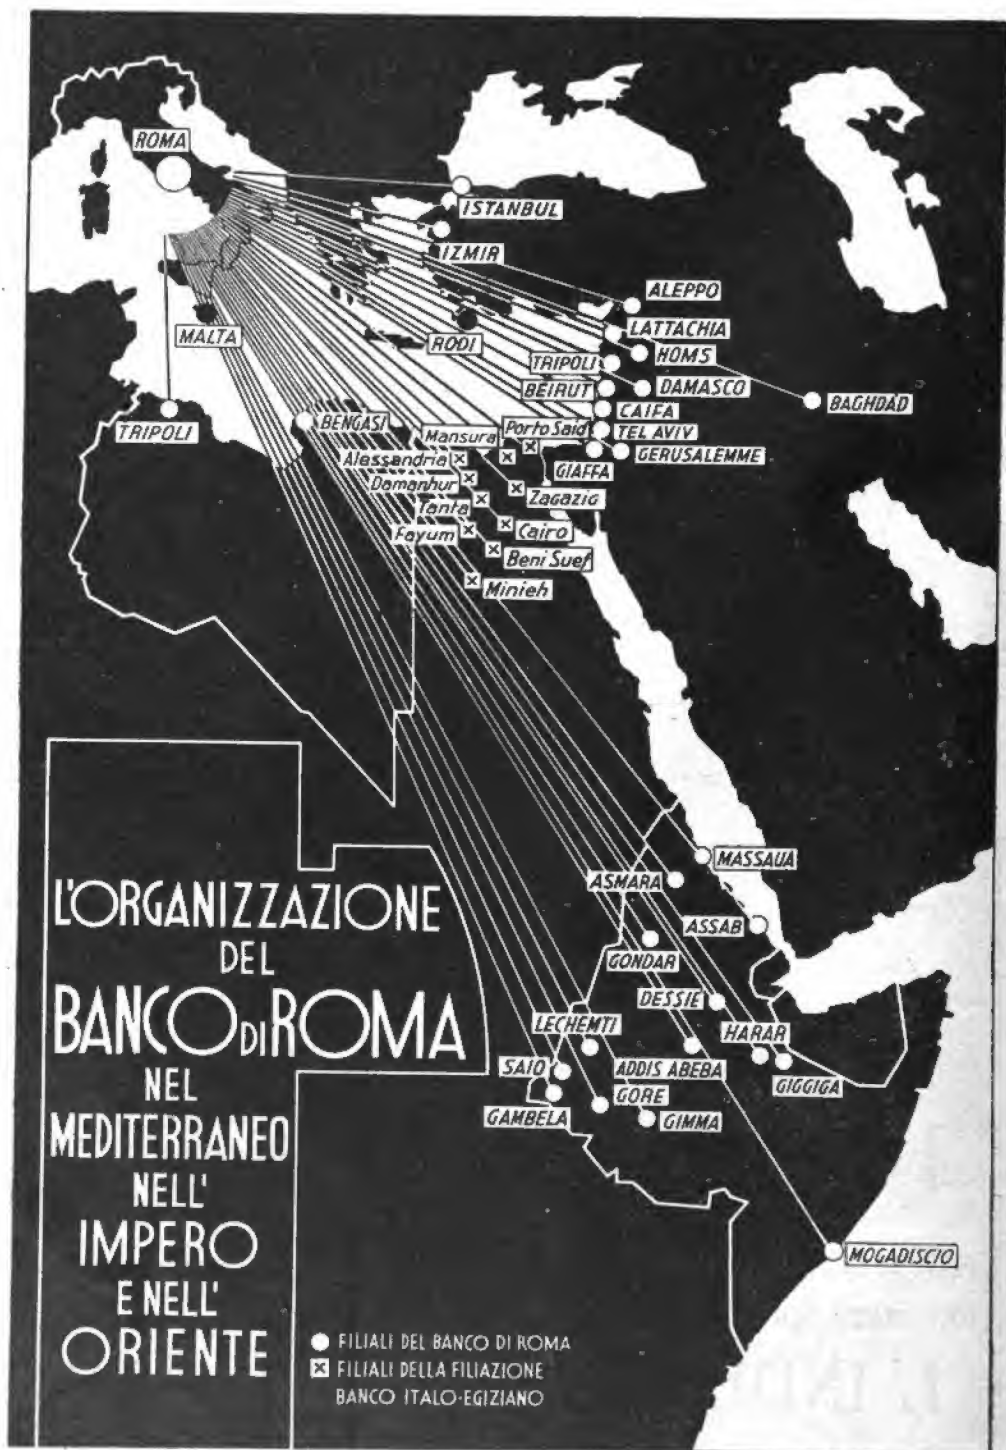 ROMA
ISTANBUL
IZMIR
ALEPPO
MALTA
RODI
LATTACHIA
HOMS
TRIPOLI
BEIRUT
DAMASCO
BAGHDAD
TRIPOLI
BENGASI
CAIFA
Mansura
Porto Said
TEL AVIV
Alessandria
GIAFFA
GERUSALEMME
Damanhur
Zagazig
Tanta
Fayum
Cairo
Beni Suef
Minieh
MASSAUA
ASMARA
ASSAB
GONDAR
DESSIE
LECHEMTI
HARAR
SAIO
ADDIS ABEBA
GIGGIGA
GORE
GAMBELA
GIMMA
MOGADISCIO
L'ORGANIZZAZIONE
DEL
BANCO DI ROMA
NEL
MEDITERRANEO
NELL'
IMPERO
E NELL'
ORIENTE
FILIALI DEL BANCO DI ROMA
FILIALI DELLA FILIAZIONE
BANCO ITALO-EGIZIANO